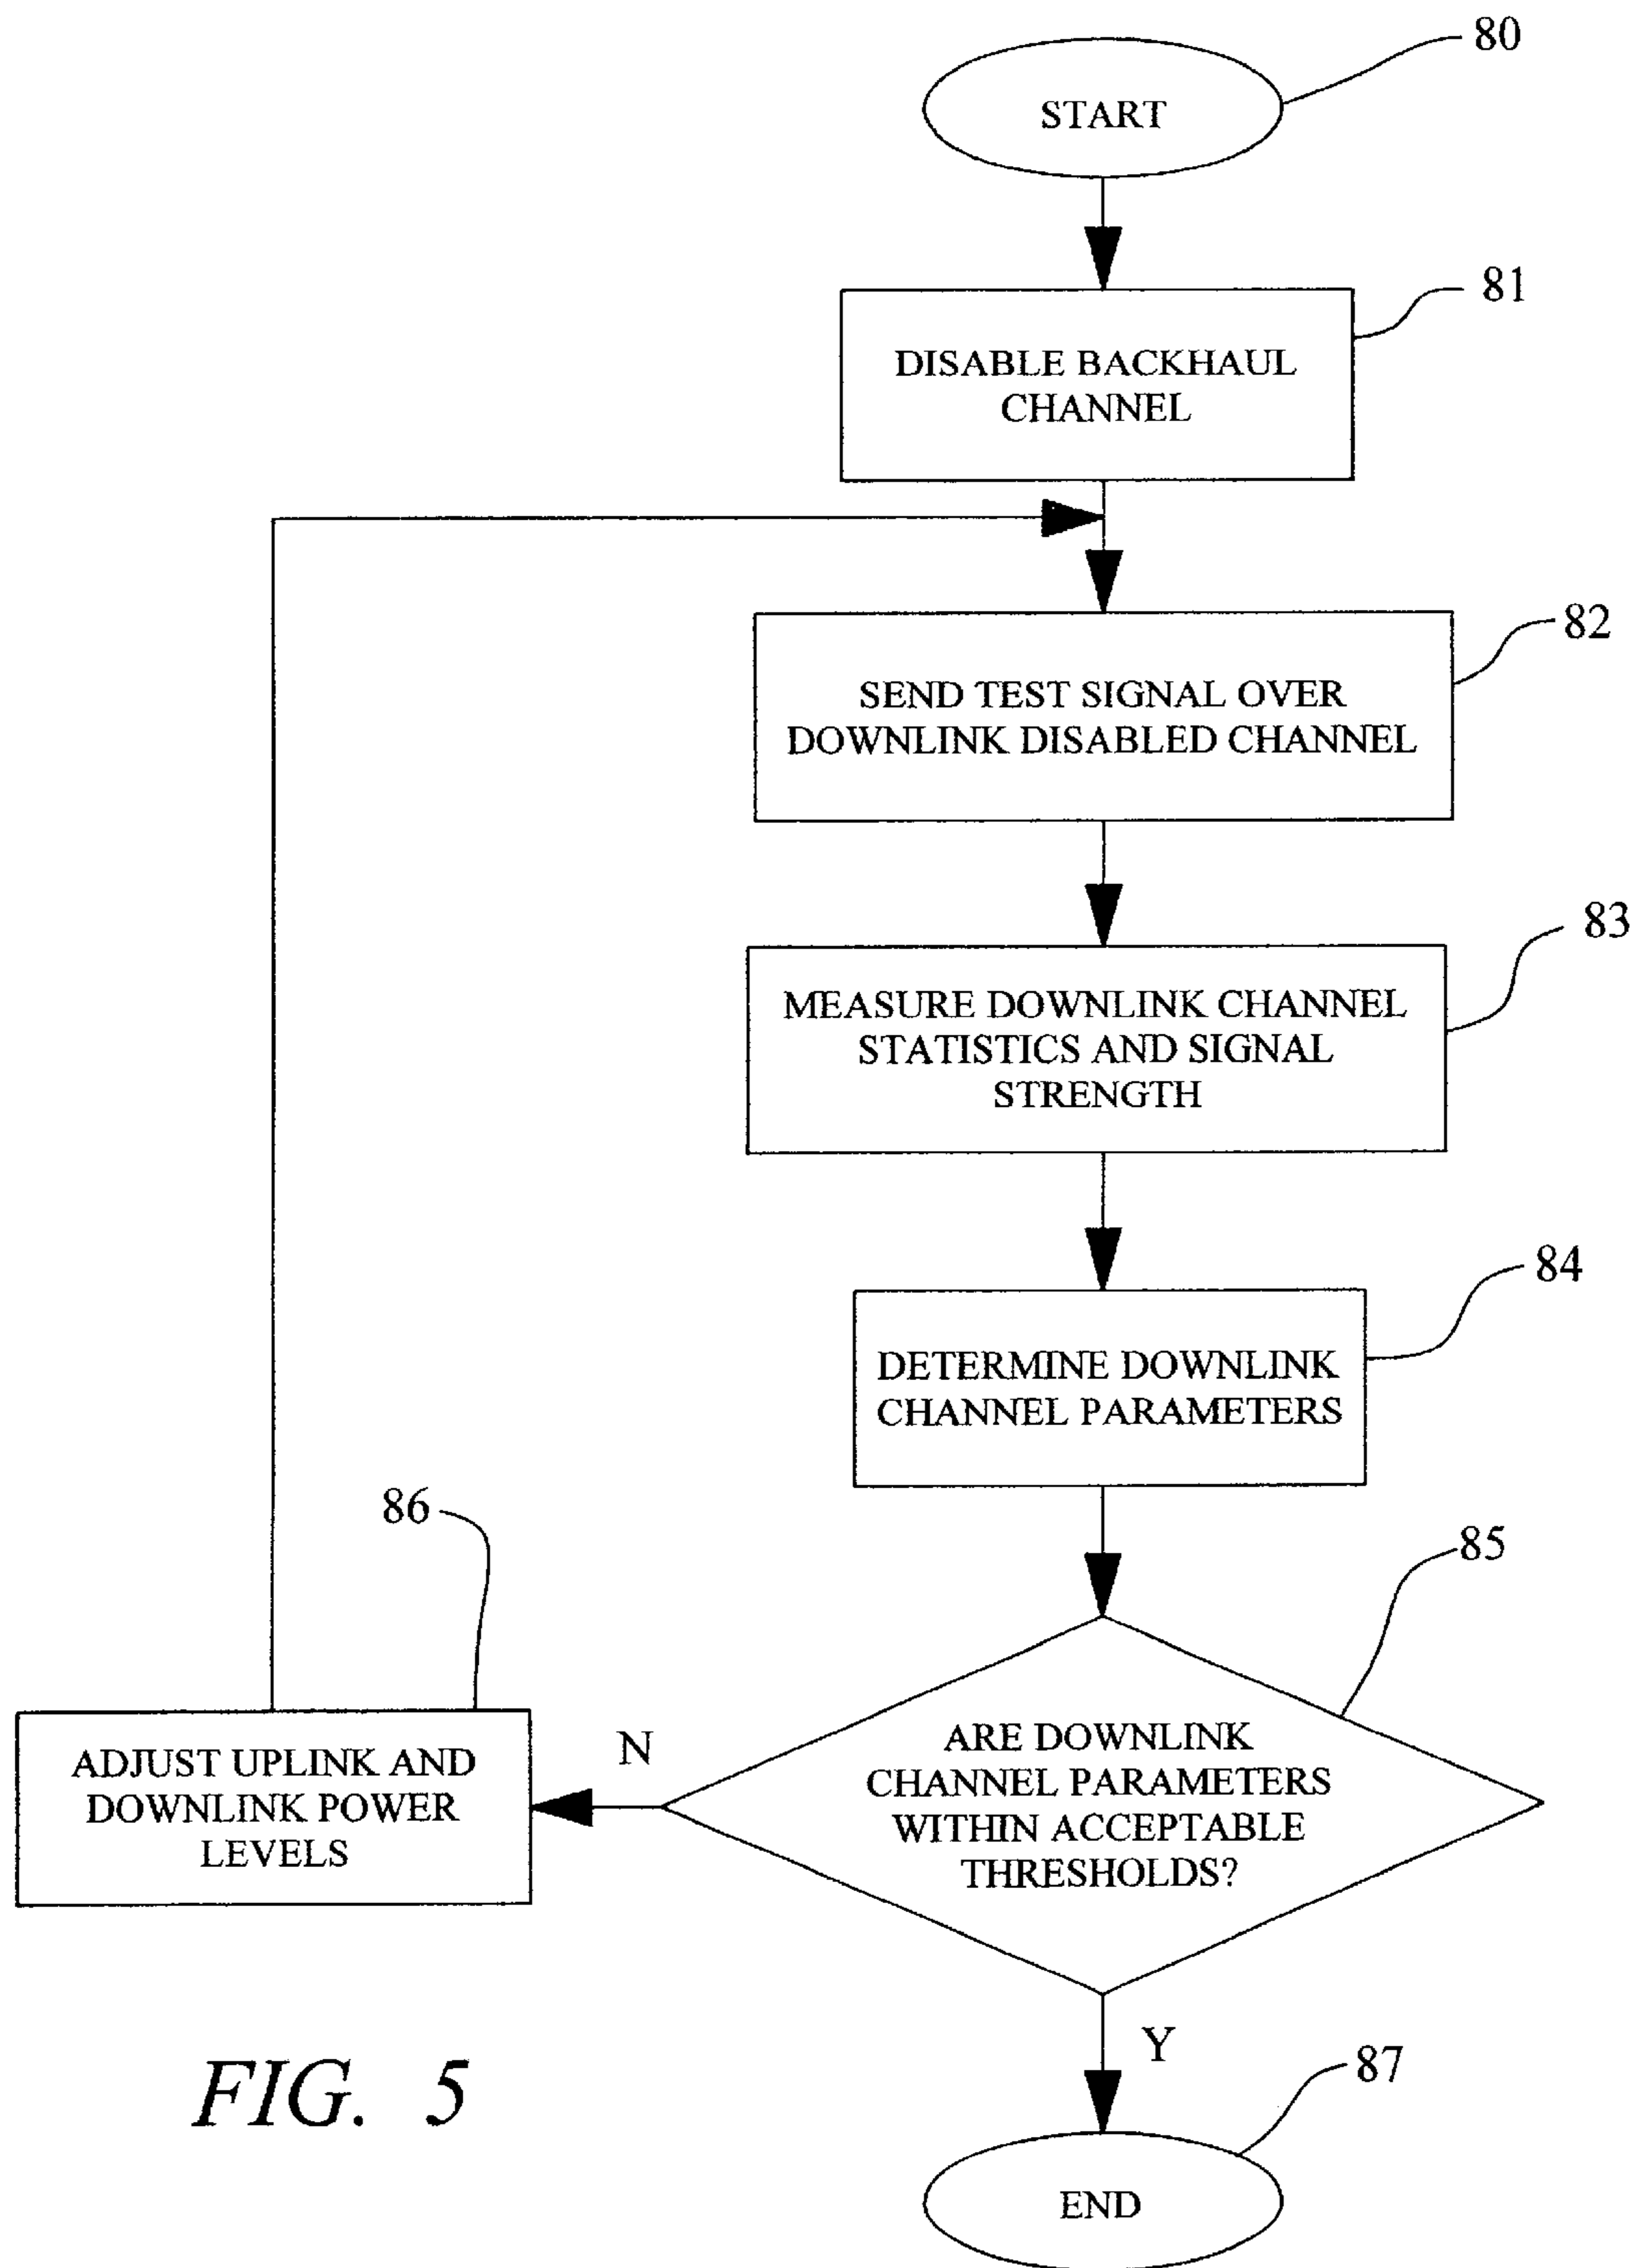 80
START
81
DISABLE BACKHAUL
CHANNEL
82
SEND TEST SIGNAL OVER
DOWNLINK DISABLED CHANNEL
83
MEASURE DOWNLINK CHANNEL
STATISTICS AND SIGNAL
STRENGTH
84
DETERMINE DOWNLINK
CHANNEL PARAMETERS
85
ARE DOWNLINK
CHANNEL PARAMETERS
WITHIN ACCEPTABLE
THRESHOLDS?
N
86
ADJUST UPLINK AND
DOWNLINK POWER
LEVELS
Y
87
END
FIG. 5